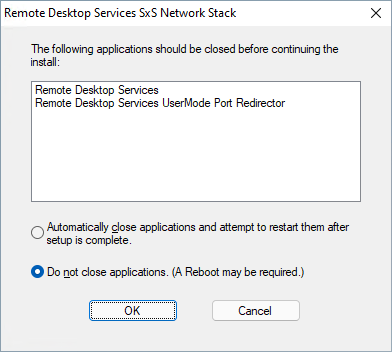 Remote Desktop Services SxS Network Stack
The following applications should be closed before continuing the
install:
Remote Desktop Services
Remote Desktop Services UserMode Port Redirector
Automatically close applications and attempt to restart them after
setup is complete.
Do not close applications. (A Reboot may be required.)
OK
Cancel